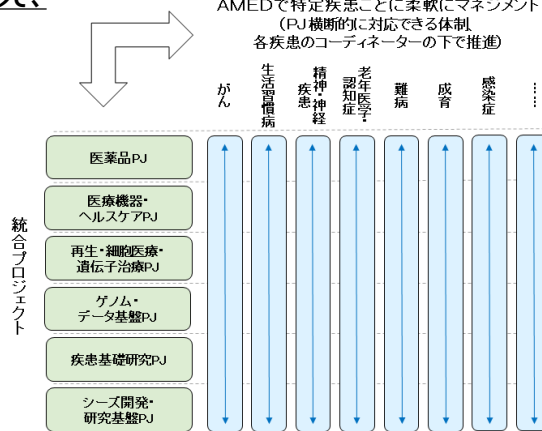 AMEDで特定疾患ごとに柔軟にマネジメント
(PJ横断的に対応できる体制、
各疾患のコーディネーターの下で推進)
がん
生活習慣病
精神・神経
疾患
老年医学・
認知症
難病
成育
感染症
……
統合プロジェクト
医薬品PJ
医療機器・
ヘルスケアPJ
再生・細胞医療・
遺伝子治療PJ
ゲノム・
データ基盤PJ
疾患基礎研究PJ
シーズ開発・
研究基盤PJ